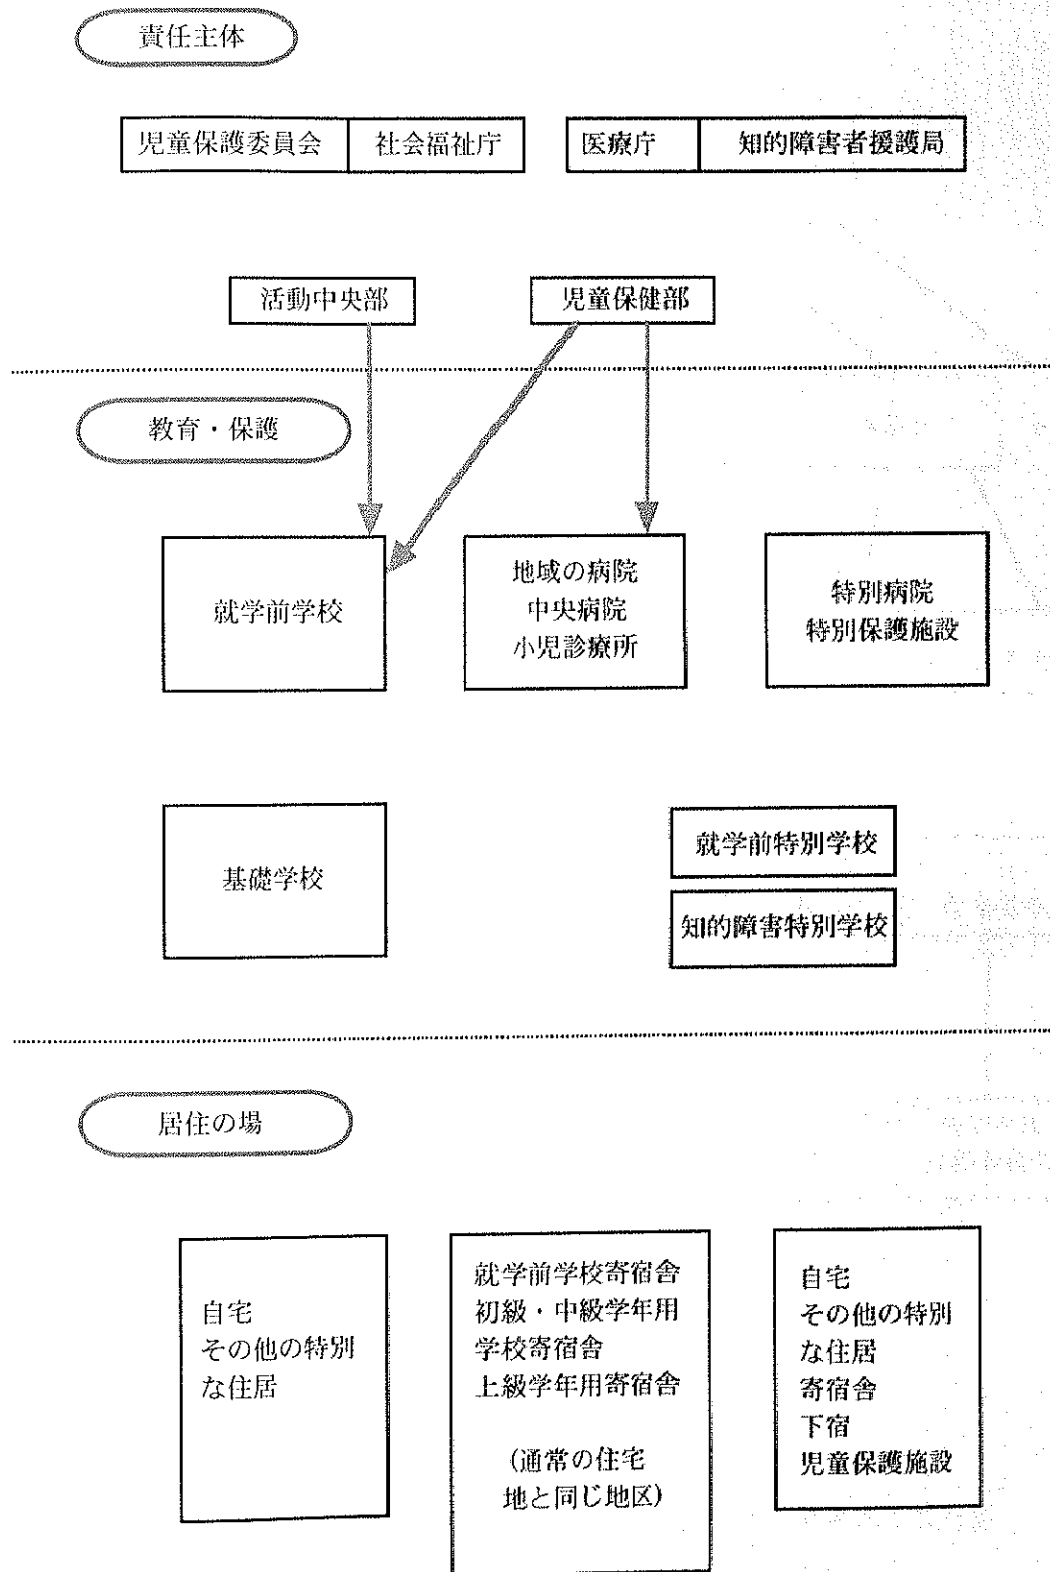 責任主体
児童保護委員会 社会福祉庁 医療庁 知的障害者援護局
活動中央部 児童保健部
教育・保護
就学前学校
地域の病院
中央病院
小児診療所
特別病院
特別保護施設
基礎学校
就学前特別学校
知的障害特別学校
居住の場
自宅
その他の特別
な住居
就学前学校寄宿舎
初級・中級学年用
学校寄宿舎
上級学年用寄宿舎
(通常の住宅
地と同じ地区)
自宅
その他の特別
な住居
寄宿舎
下宿
児童保護施設